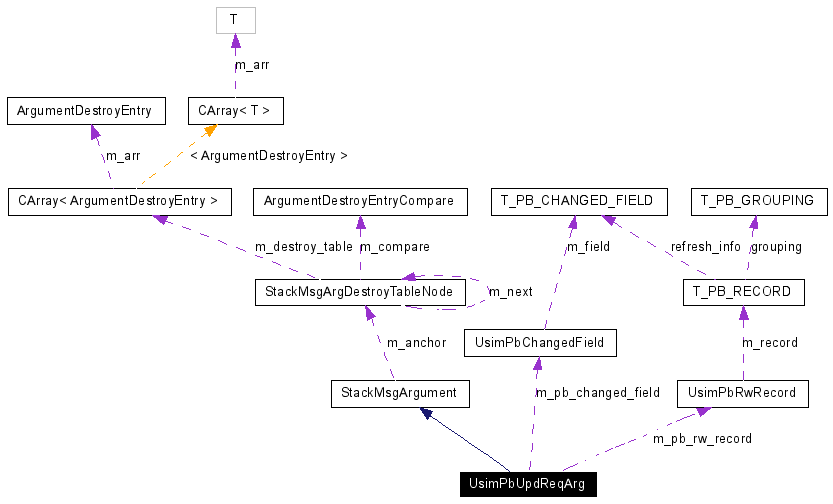 T
m_arr
ArgumentDestroyEntry
CArray< T >
m_arr
< ArgumentDestroyEntry >
CArray< ArgumentDestroyEntry >
ArgumentDestroyEntryCompare
T_PB_CHANGED_FIELD
T_PB_GROUPING
m_destroy_table
m_compare
m_field
refresh_info
grouping
StackMsgArgDestroyTableNode
m_next
T_PB_RECORD
m_anchor
UsimPbChangedField
m_record
StackMsgArgument
m_pb_changed_field
UsimPbRwRecord
m_pb_rw_record
UsimPbUpdReqArg